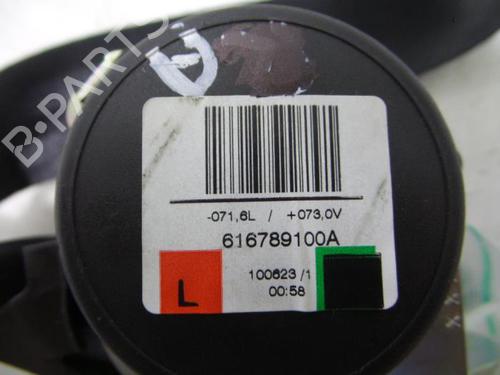 B-PARTS
-071,6L / +073,0V
616789100A
L
100623 /1
00:58